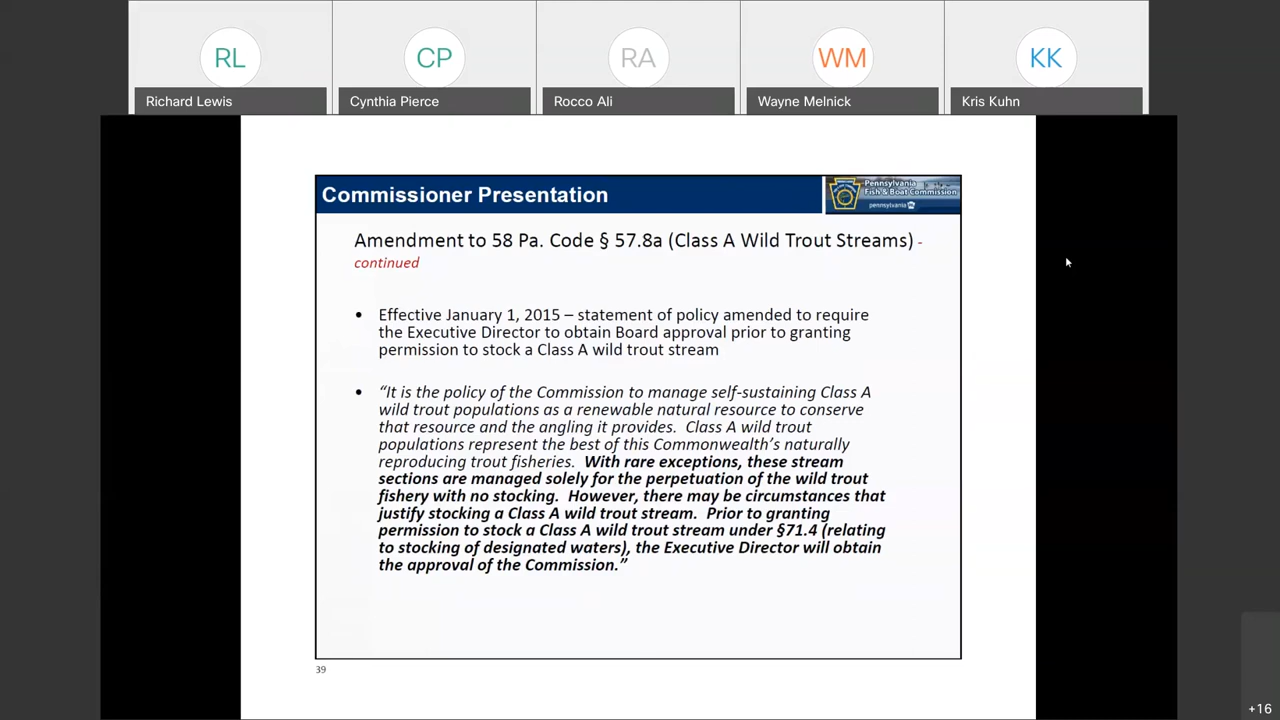 RL
CP
RA
WM
KK
Richard Lewis
Cynthia Pierce
Rocco Ali
Wayne Melnick
Kris Kuhn
Commissioner Presentation
Pennsylvania
Fish & Boat Commission
pennsylvania
Amendment to 58 Pa. Code § 57.8a (Class A Wild Trout Streams) -
continued
• Effective January 1, 2015 – statement of policy amended to require
the Executive Director to obtain Board approval prior to granting
permission to stock a Class A wild trout stream
• “It is the policy of the Commission to manage self-sustaining Class A
wild trout populations as a renewable natural resource to conserve
that resource and the angling it provides.  Class A wild trout
populations represent the best of this Commonwealth’s naturally
reproducing trout fisheries.  With rare exceptions, these stream
sections are managed solely for the perpetuation of the wild trout
fishery with no stocking.  However, there may be circumstances that
justify stocking a Class A wild trout stream.  Prior to granting
permission to stock a Class A wild trout stream under §71.4 (relating
to stocking of designated waters), the Executive Director will obtain
the approval of the Commission.”
39
+16